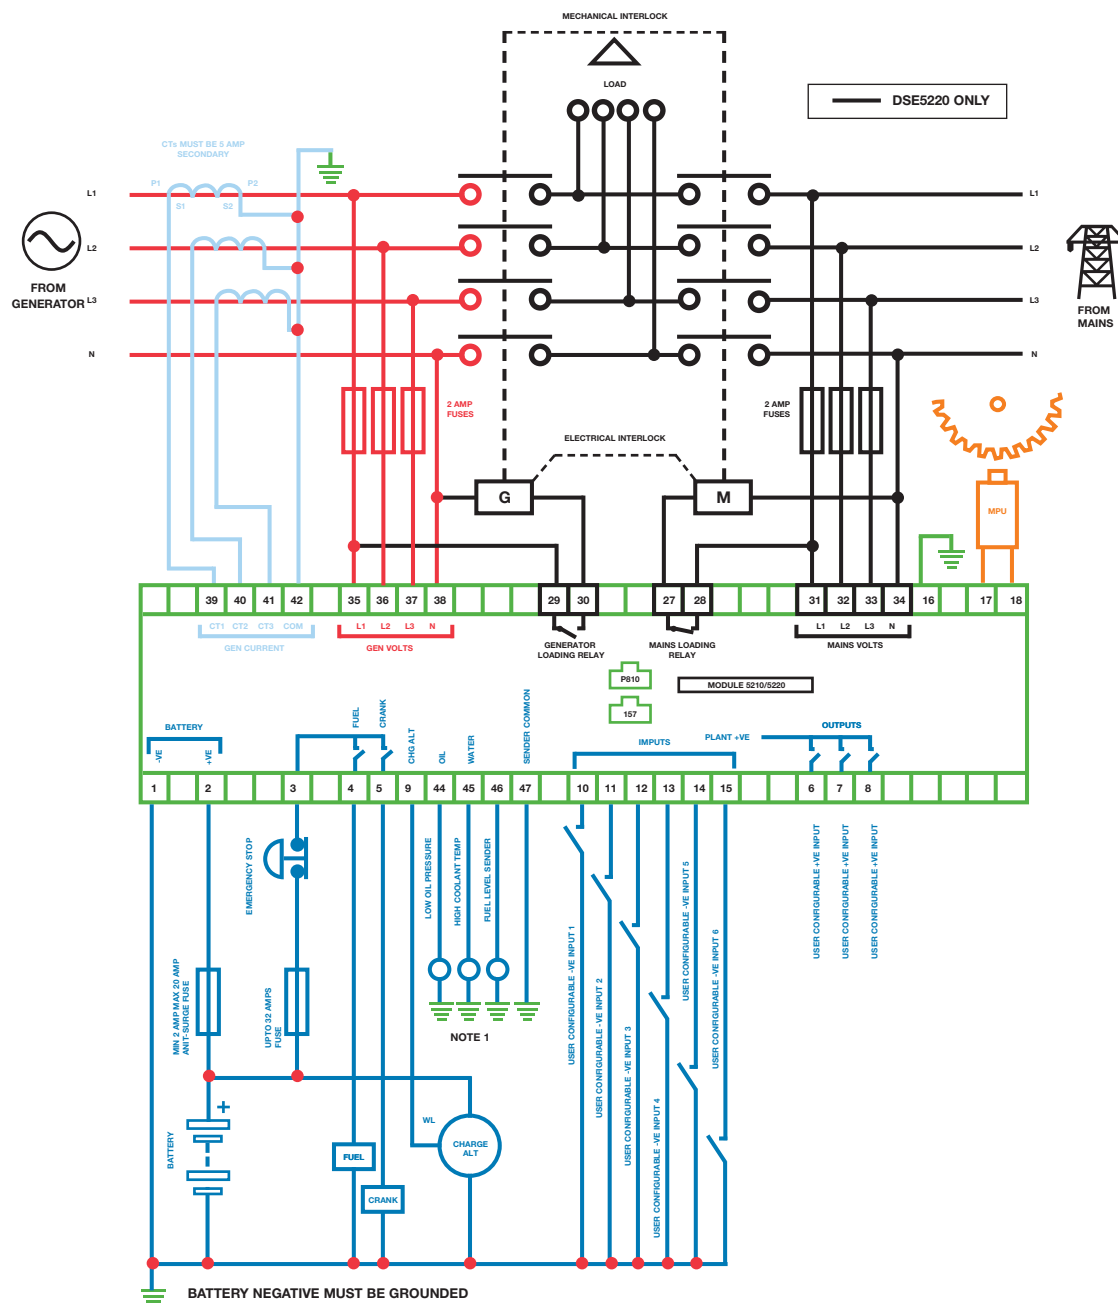 MECHANICAL INTERLOCK
LOAD
DSE5220 ONLY
CTs MUST BE 5 AMP
SECONDARY
P1
P2
S1
S2
L1
L1
L2
L2
FROM
GENERATOR
L3
L3
FROM
MAINS
N
N
2 AMP
FUSES
2 AMP
FUSES
ELECTRICAL INTERLOCK
G
M
MPU
39
40
41
42
35
36
37
38
29
30
27
28
31
32
33
34
16
17
18
CT1
CT2
CT3
COM
L1
L2
L3
N
L1
L2
L3
N
GEN CURRENT
GEN VOLTS
GENERATOR
LOADING RELAY
MAINS LOADING
RELAY
MAINS VOLTS
P810
MODULE 5210/5220
157
BATTERY
-VE
+VE
FUEL
CRANK
CHG ALT
OIL
WATER
SENDER COMMON
IMPUTS
PLANT +VE
OUTPUTS
1
2
3
4
5
9
44
45
46
47
10
11
12
13
14
15
6
7
8
EMERGENCY STOP
LOW OIL PRESSURE
HIGH COOLANT TEMP
FUEL LEVEL SENDER
USER CONFIGURABLE -VE INPUT 1
USER CONFIGURABLE -VE INPUT 2
USER CONFIGURABLE -VE INPUT 3
USER CONFIGURABLE -VE INPUT 4
USER CONFIGURABLE -VE INPUT 5
USER CONFIGURABLE -VE INPUT 6
USER CONFIGURABLE +VE INPUT
USER CONFIGURABLE +VE INPUT
USER CONFIGURABLE +VE INPUT
MIN 2 AMP MAX 20 AMP
ANIT-SURGE FUSE
UPTO 32 AMPS
FUSE
NOTE 1
+
BATTERY
WL
CHARGE
ALT
FUEL
CRANK
BATTERY NEGATIVE MUST BE GROUNDED